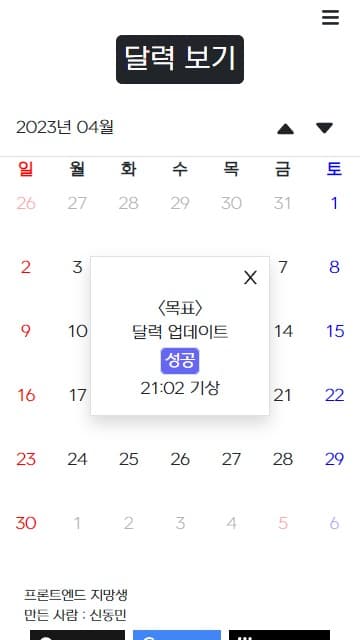 달력 보기
2023년 04월
일 월 화 수 목 금 토
26 27 28 29 30 31 1
2 3 7 8
X
<목표>
달력 업데이트
9 10 14 15
성공
21:02 기상
16 17 21 22
23 24 25 26 27 28 29
30 1 2 3 4 5 6
프론트엔드 지망생
만든 사람 : 신동민